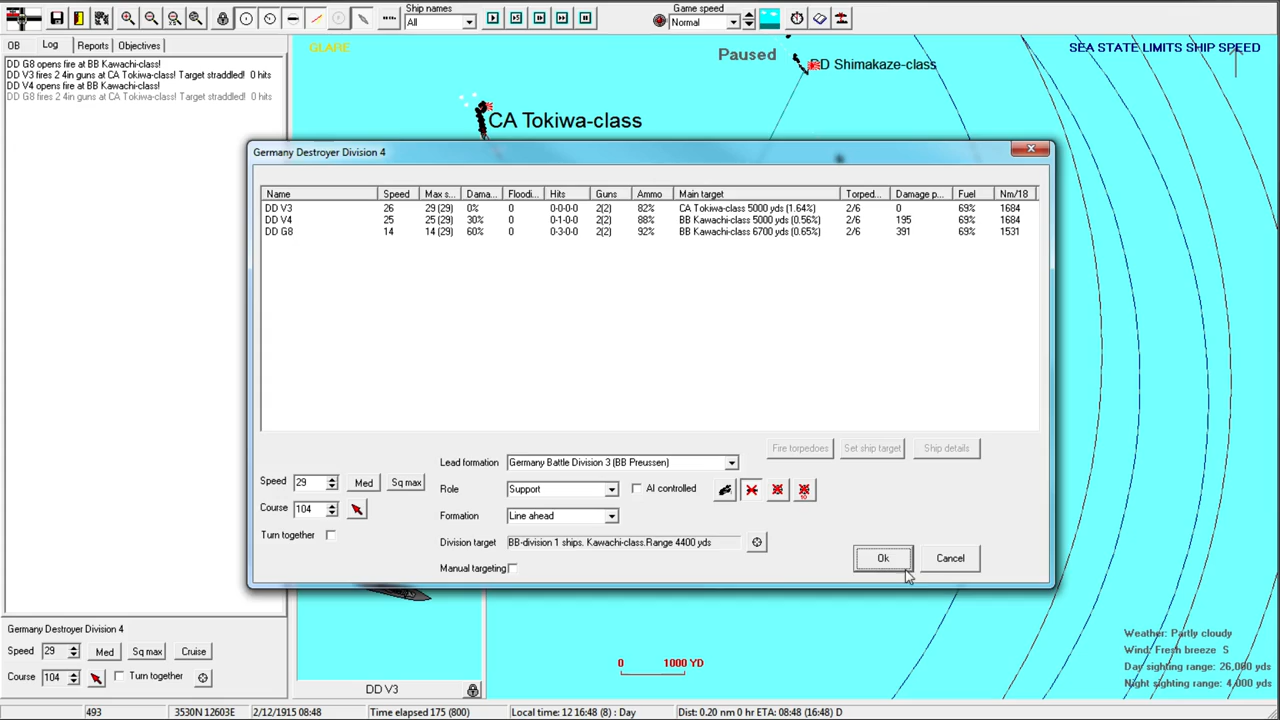 Ship names
All
Game speed
Normal
OB
Log
Reports
Objectives
DD G8 opens fire at BB Kawachi-class!
DD V3 fires 2 4in guns at CA Tokiwa-class! Target straddled!  0 hits
DD V4 opens fire at BB Kawachi-class!
DD G8 fires 2 4in guns at CA Tokiwa-class! Target straddled!  0 hits
GLARE
Paused
SEA STATE LIMITS SHIP SPEED
DD Shimakaze-class
CA Tokiwa-class
Germany Destroyer Division 4
Name Speed Max s... Dama... Floodi... Hits Guns Ammo Main target Torped... Damage p... Fuel Nm/18
DD V3 26 29 (29) 0% 0 0-0-0-0 2(2) 82% CA Tokiwa-class 5000 yds (1.64%) 2/6 0 69% 1684
DD V4 25 25 (29) 30% 0 0-1-0-0 2(2) 88% BB Kawachi-class 5000 yds (0.56%) 2/6 195 69% 1684
DD G8 14 14 (29) 60% 0 0-3-0-0 2(2) 92% BB Kawachi-class 6700 yds (0.65%) 2/6 391 69% 1531
Fire torpedoes
Set ship target
Ship details
Lead formation Germany Battle Division 3 (BB Preussen)
Speed 29 Med Sq max
Role Support AI controlled
Course 104
Formation Line ahead
Turn together
Division target BB-division 1 ships. Kawachi-class.Range 4400 yds
Manual targeting
Ok
Cancel
Germany Destroyer Division 4
Speed 29 Med Sq max Cruise
Course 104 Turn together
DD V3
0 1000 YD
Weather: Partly cloudy
Wind: Fresh breeze  S
Day sighting range: 26,000 yds
Night sighting range: 4,000 yds
493
3530N 12603E
2/12/1915 08:48
Time elapsed 175 (800)
Local time: 12 16:48 (8) : Day
Dist: 0.20 nm 0 hr ETA: 08:48 (16:48) D